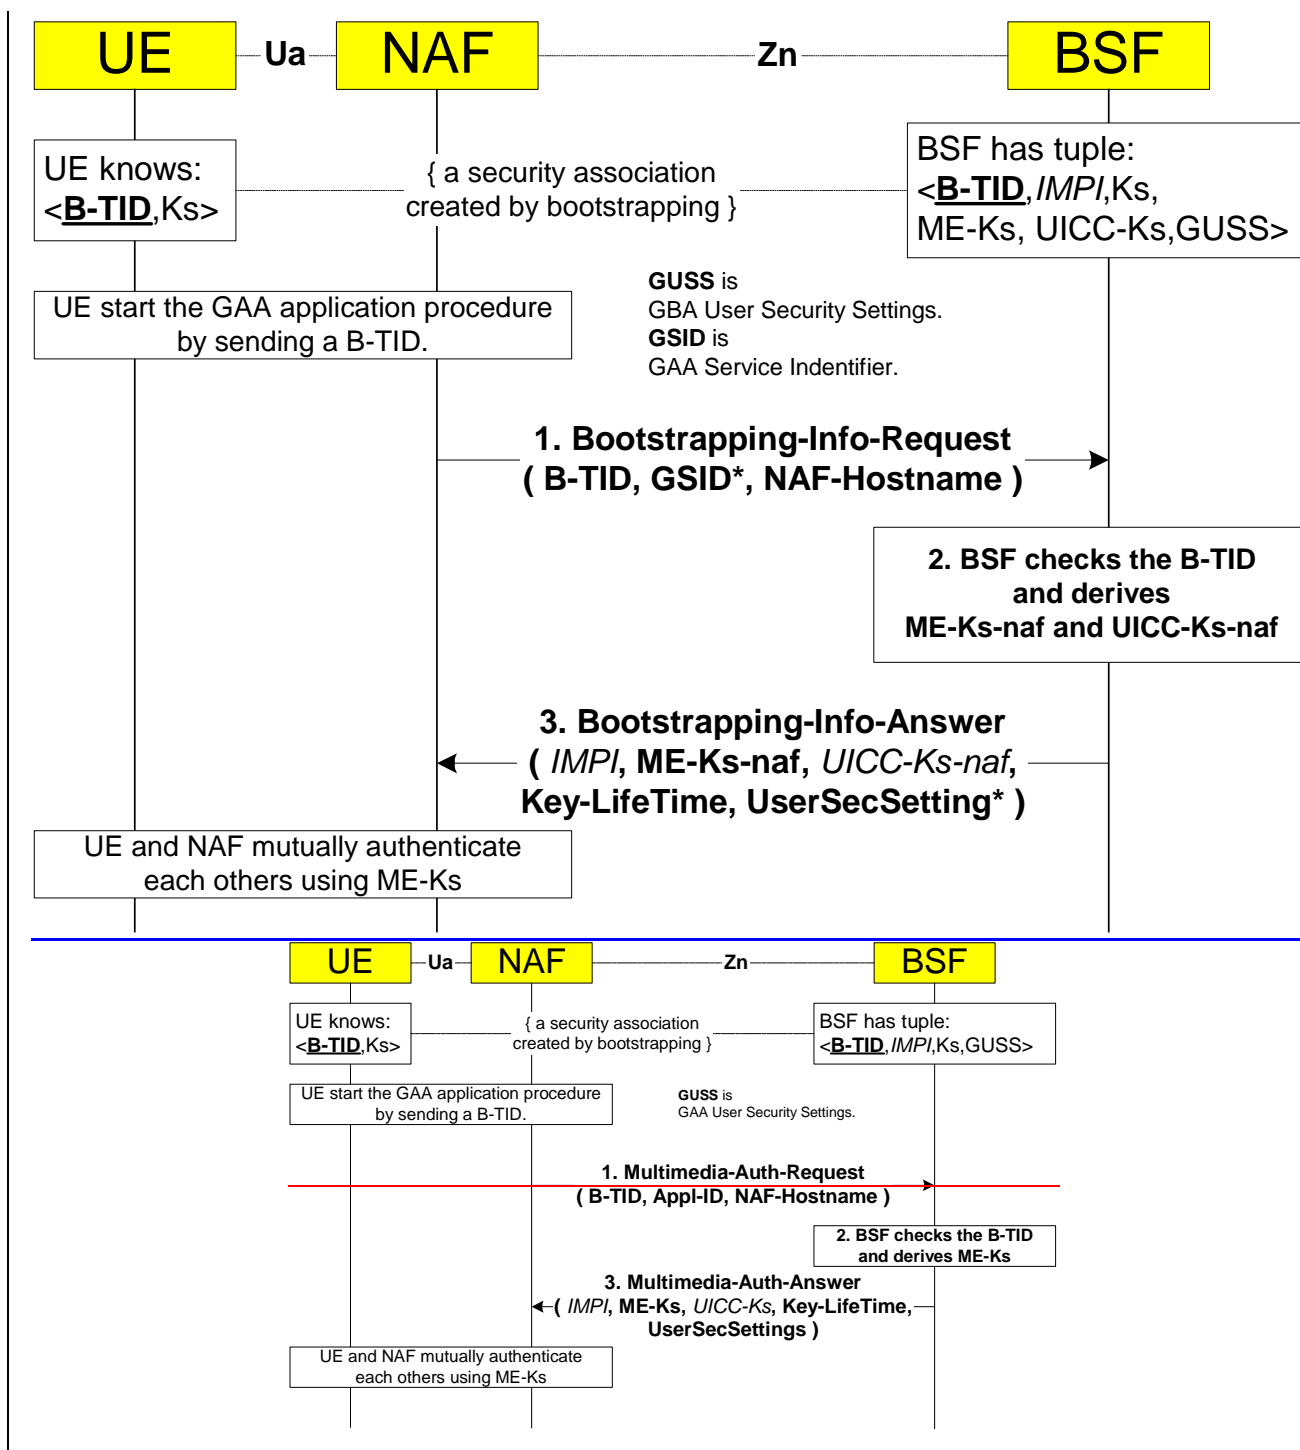 UE Ua NAF Zn BSF
UE knows:
<B-TID,Ks>
{ a security association
created by bootstrapping }
BSF has tuple:
<B-TID,IMPI,Ks,
ME-Ks, UICC-Ks,GUSS>
UE start the GAA application procedure
by sending a B-TID.
GUSS is
GBA User Security Settings.
GSID is
GAA Service Indentifier.
1. Bootstrapping-Info-Request
( B-TID, GSID*, NAF-Hostname )
2. BSF checks the B-TID
and derives
ME-Ks-naf and UICC-Ks-naf
3. Bootstrapping-Info-Answer
( IMPI, ME-Ks-naf, UICC-Ks-naf,
Key-LifeTime, UserSecSetting* )
UE and NAF mutually authenticate
each others using ME-Ks
UE Ua NAF Zn BSF
UE knows:
<B-TID,Ks>
{ a security association
created by bootstrapping }
BSF has tuple:
<B-TID,IMPI,Ks,GUSS>
UE start the GAA application procedure
by sending a B-TID.
GUSS is
GAA User Security Settings.
1. Multimedia-Auth-Request
( B-TID, Appl-ID, NAF-Hostname )
2. BSF checks the B-TID
and derives ME-Ks
3. Multimedia-Auth-Answer
( IMPI, ME-Ks, UICC-Ks, Key-LifeTime,
UserSecSettings )
UE and NAF mutually authenticate
each others using ME-Ks